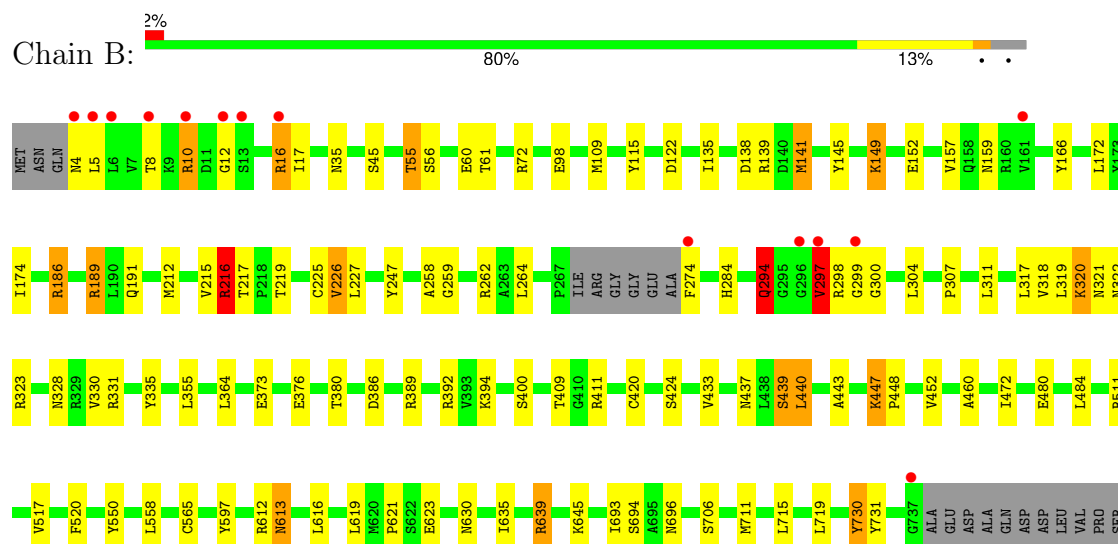 2%
Chain B:
80% 13% • •
MET ASN GLN N4 L5 L6 V7 T8 K9 R10 D11 G12 S13 R16 I17 N35 S45 T55 S56 E60 T61 R72 E98 M109 Y115 D122 I135 D138 R139 D140 M141 Y145 K149 E152 V157 Q158 N159 R160 V161 Y166 L172 Y173
I174 R186 R189 L190 Q191 M212 V215 R216 T217 P218 T219 C225 V226 L227 Y247 A258 G259 R262 A263 L264 P267 ILE ARG GLY GLY GLU ALA F274 H284 Q294 G295 G296 V297 R298 G299 G300 L304 P307 L311 L317 V318 L319 K320 N321 N322
R323 N328 R329 V330 R331 Y335 L355 L364 E373 E376 T380 D386 R389 R392 V393 K394 S400 T409 G410 R411 C420 S424 V433 N437 L438 S439 L440 A443 K447 P448 V452 A460 I472 E480 L484 R511
V517 F520 Y550 L558 C565 Y597 R612 N613 L616 L619 M620 P621 S622 E623 N630 I635 R639 K645 I693 S694 A695 N696 S706 M711 L715 L719 Y730 Y731 G737 ALA GLU ASP ASP ALA GLN ASP ASP LEU VAL PRO SER